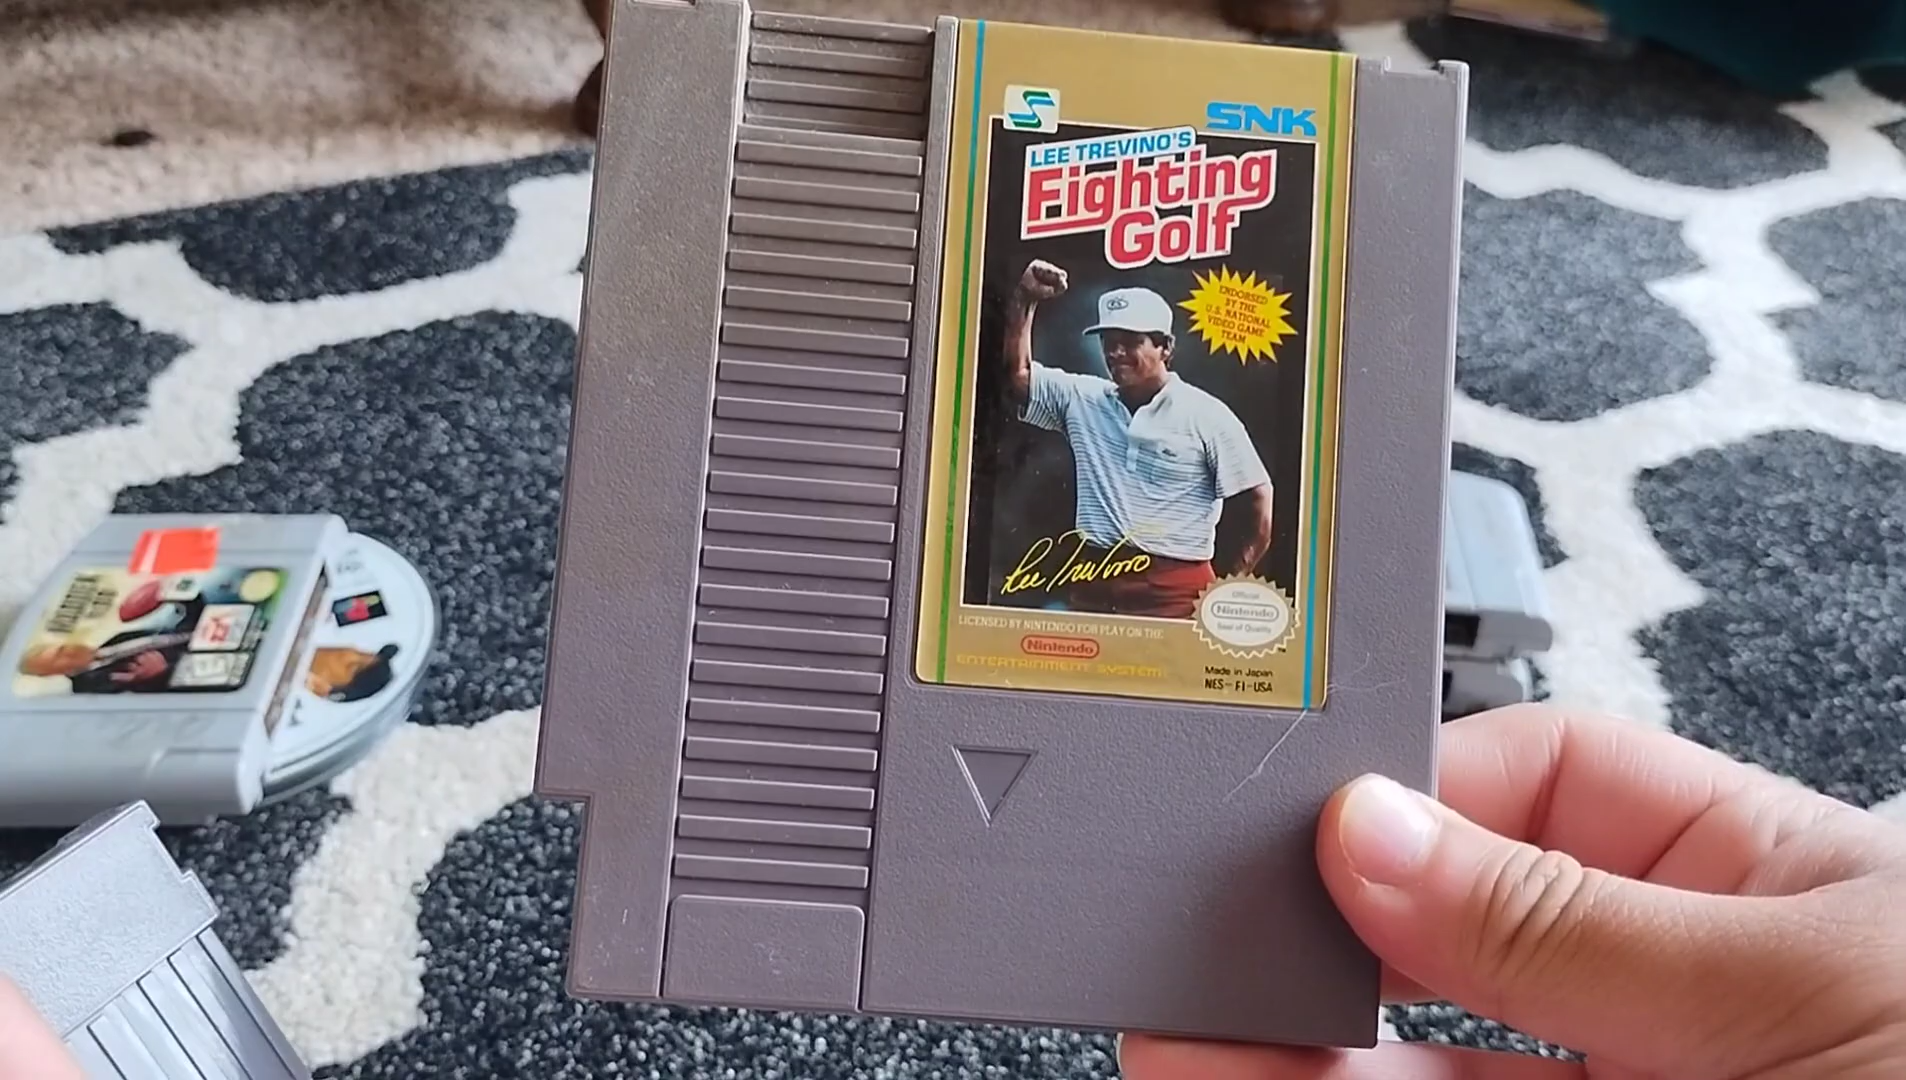 SNK
LEE TREVINO'S
Fighting
Golf
ENDORSED
BY THE
U.S. NATIONAL
VIDEO GAME
TEAM
Lee Trevino
Official
Nintendo
Seal of Quality
LICENSED BY NINTENDO FOR PLAY ON THE
Nintendo
ENTERTAINMENT SYSTEM
Made in Japan
NES-FI-USA